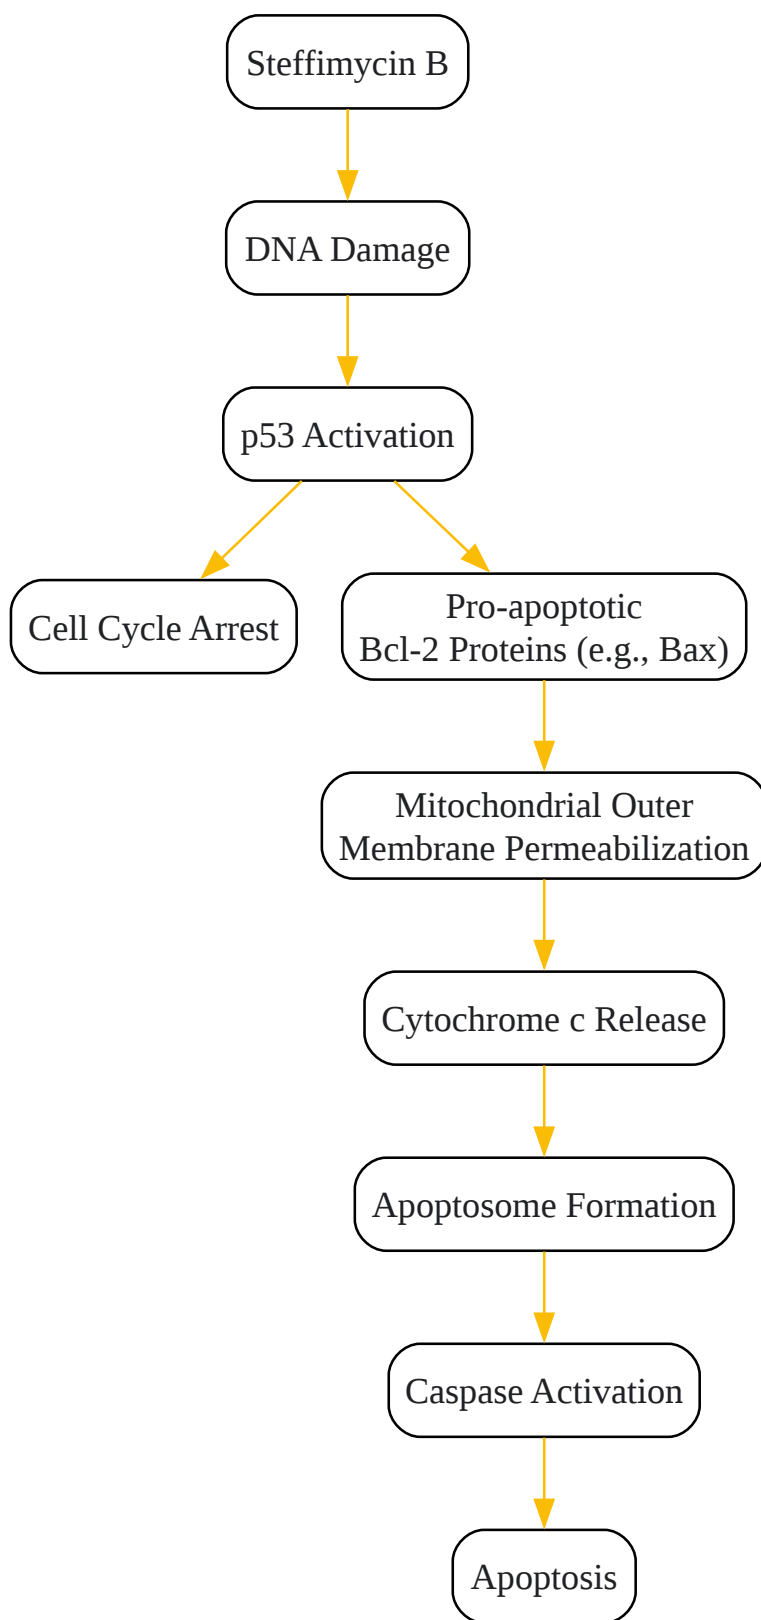 Steffimycin B
DNA Damage
p53 Activation
Cell Cycle Arrest
Pro-apoptotic
Bcl-2 Proteins (e.g., Bax)
Mitochondrial Outer
Membrane Permeabilization
Cytochrome c Release
Apoptosome Formation
Caspase Activation
Apoptosis